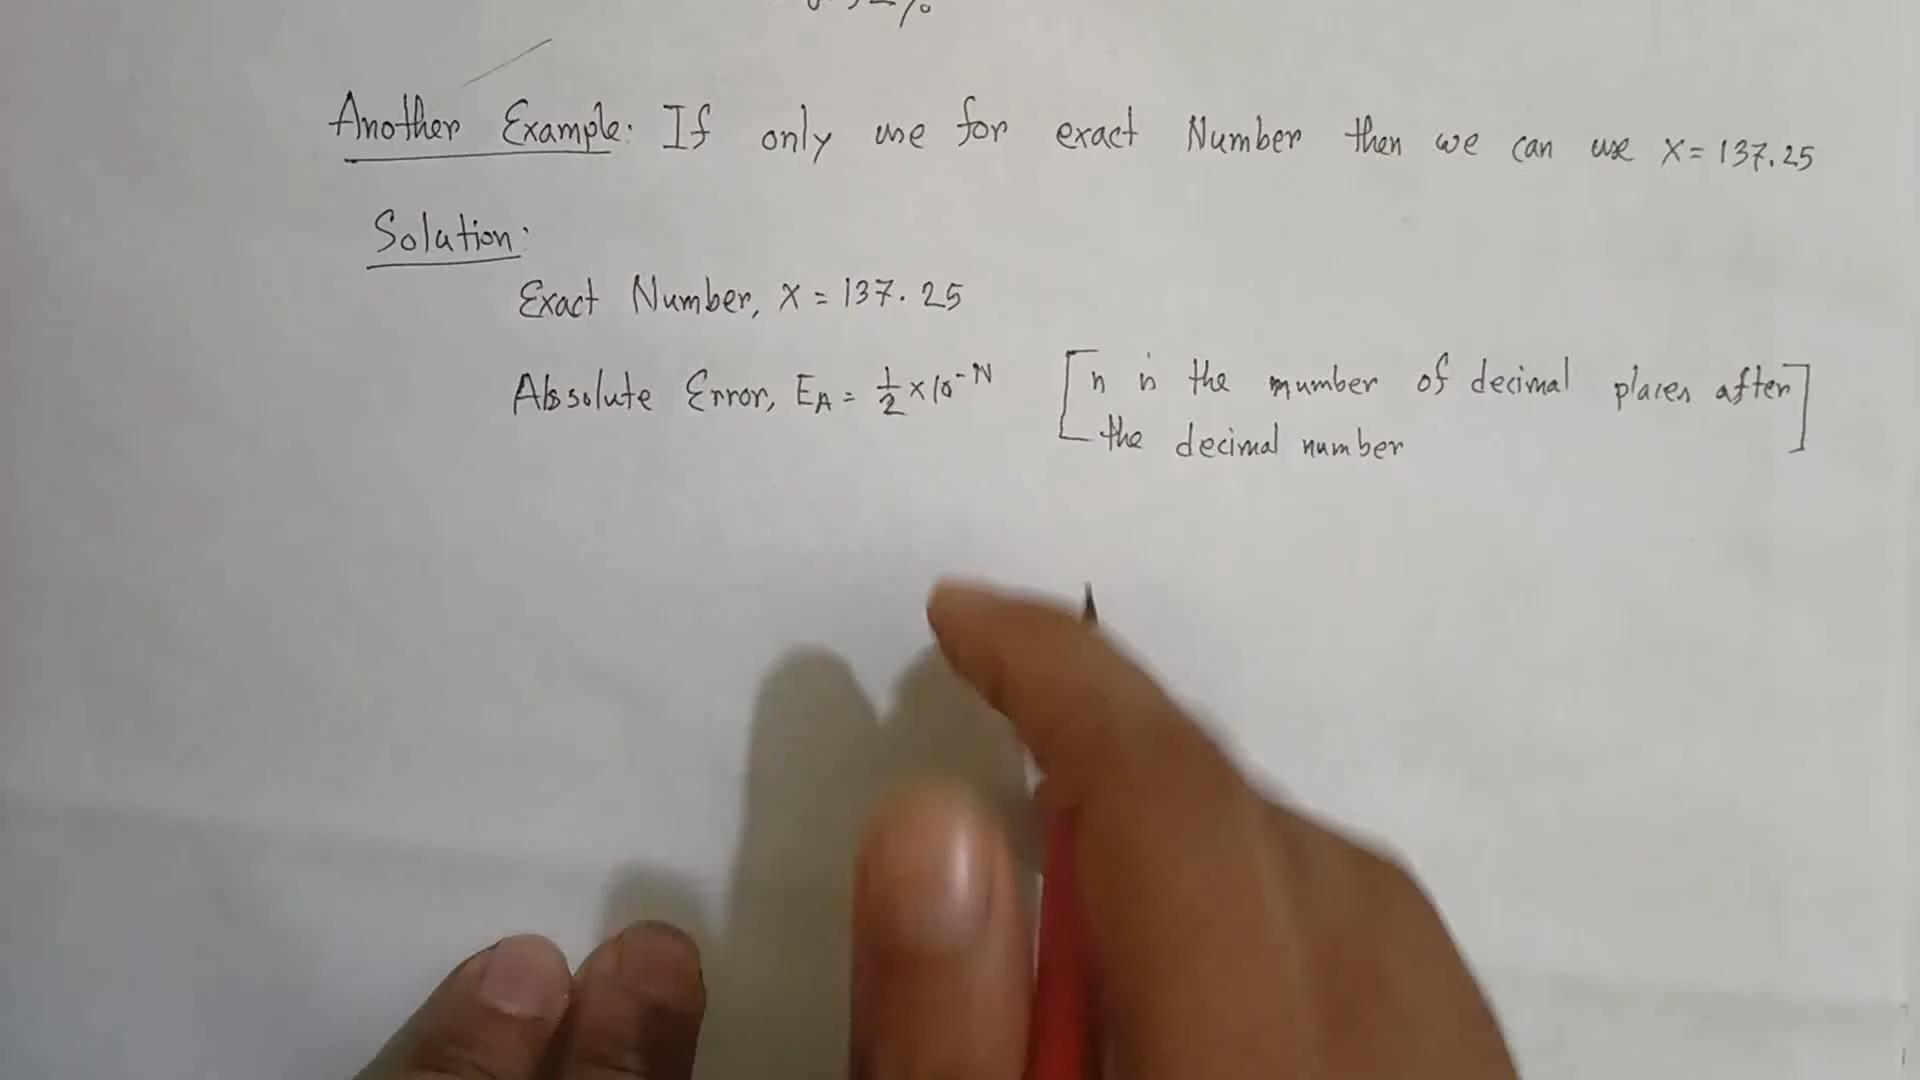 Another Example: If only use for exact Number then we can use x = 137.25
Solution:
Exact Number, x = 137.25
Absolute Error, E_A = 1/2 × 10^-N [n is the number of decimal places after
the decimal number]